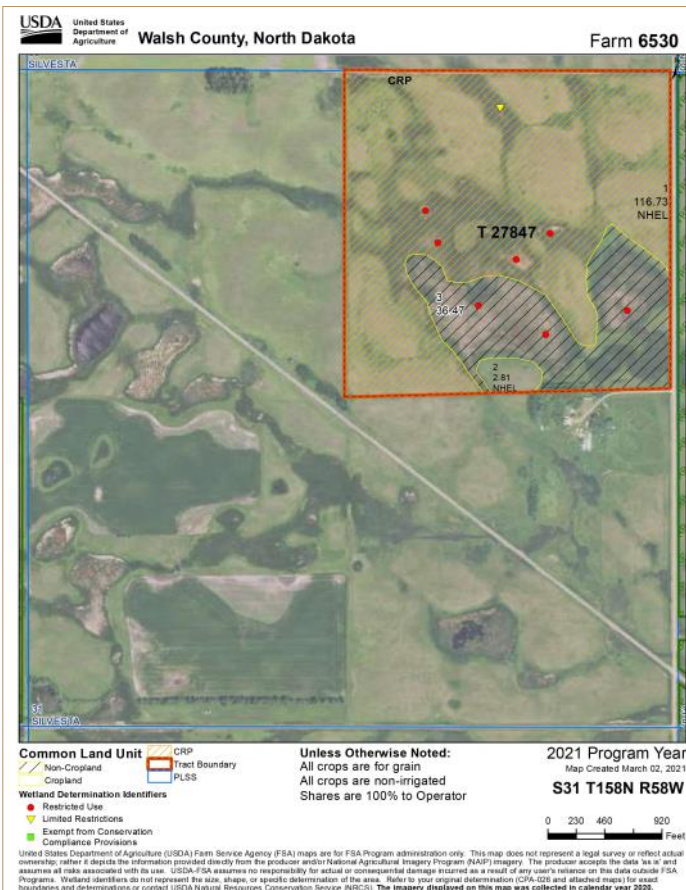 USDA
United States
Department of
Agriculture
Walsh County, North Dakota
Farm 6530
SILVESTA
CRP
1
116.73
NHEL
T 27847
3
36.47
2
2.81
NHEL
31
SILVESTA
Common Land Unit
Non-Cropland
Cropland
CRP
Tract Boundary
PLSS
Wetland Determination Identifiers
Restricted Use
Limited Restrictions
Exempt from Conservation
Compliance Provisions
Unless Otherwise Noted:
All crops are for grain
All crops are non-irrigated
Shares are 100% to Operator
2021 Program Year
Map Created March 02, 2021
S31 T158N R58W
0 230 460 920
Feet
United States Department of Agriculture (USDA) Farm Service Agency (FSA) maps are for FSA Program administration only. This map does not represent a legal survey or reflect actual
ownership; rather it depicts the information provided directly from the producer and/or National Agricultural Imagery Program (NAIP) imagery. The producer accepts the data 'as is' and
assumes all risks associated with its use. USDA-FSA assumes no responsibility for actual or consequential damage incurred as a result of any user's reliance on this data outside FSA
Programs. Wetland identifiers do not represent the size, shape, or specific determination of the area. Refer to your original determination (CPA-026 and attached maps) for exact
boundaries and determinations or contact USDA Natural Resources Conservation Service (NRCS). The imagery displayed on this map was collected in calendar year 2020.